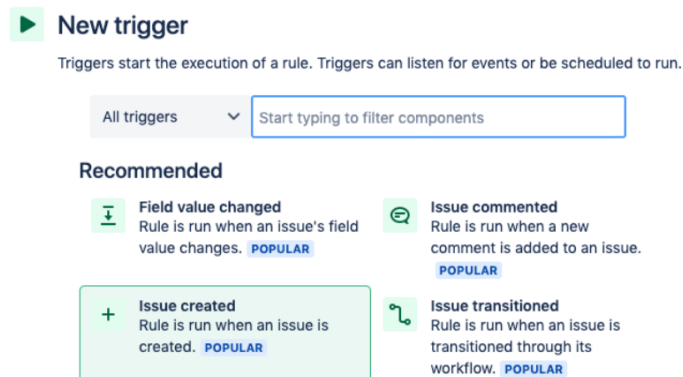 New trigger
Triggers start the execution of a rule. Triggers can listen for events or be scheduled to run.
All triggers
Start typing to filter components
Recommended
Field value changed
Rule is run when an issue's field
value changes. POPULAR
Issue commented
Rule is run when a new
comment is added to an issue.
POPULAR
Issue created
Rule is run when an issue is
created. POPULAR
Issue transitioned
Rule is run when an issue is
transitioned through its
workflow. POPULAR